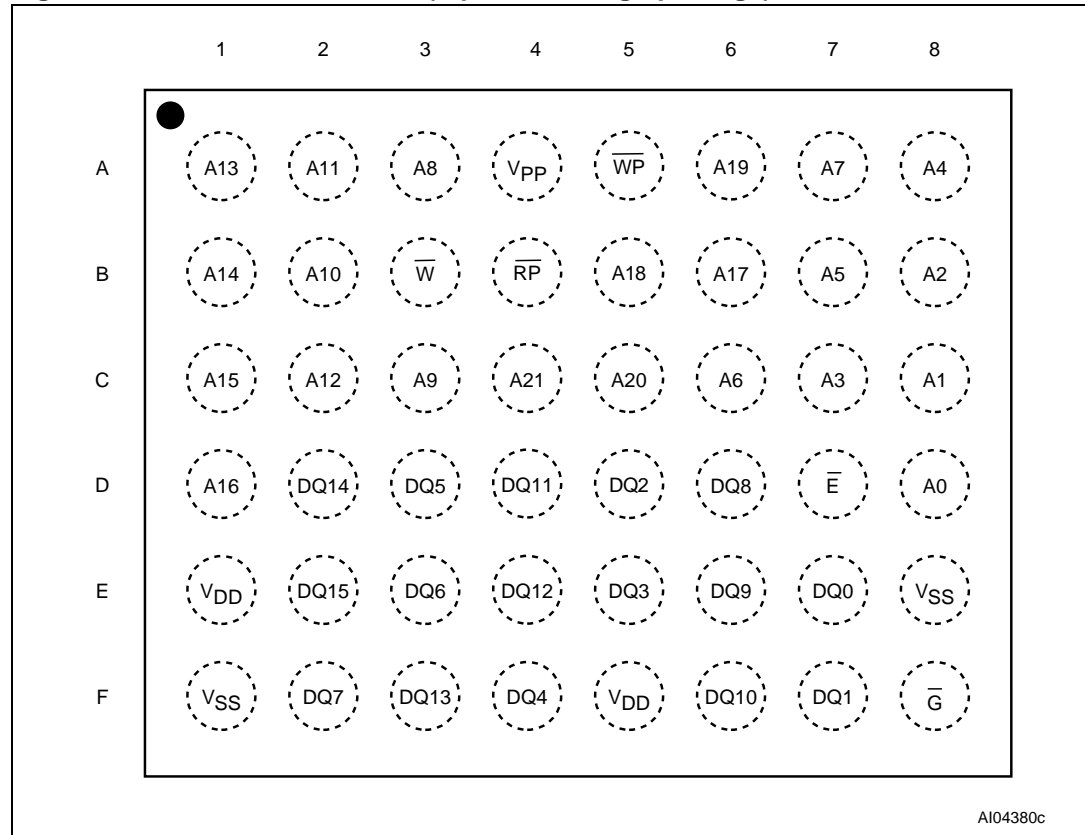 1 2 3 4 5 6 7 8
A A13 A11 A8 VPP W̅P̅ A19 A7 A4
B A14 A10 W̅ R̅P̅ A18 A17 A5 A2
C A15 A12 A9 A21 A20 A6 A3 A1
D A16 DQ14 DQ5 DQ11 DQ2 DQ8 E̅ A0
E VDD DQ15 DQ6 DQ12 DQ3 DQ9 DQ0 VSS
F VSS DQ7 DQ13 DQ4 VDD DQ10 DQ1 G̅
AI04380c